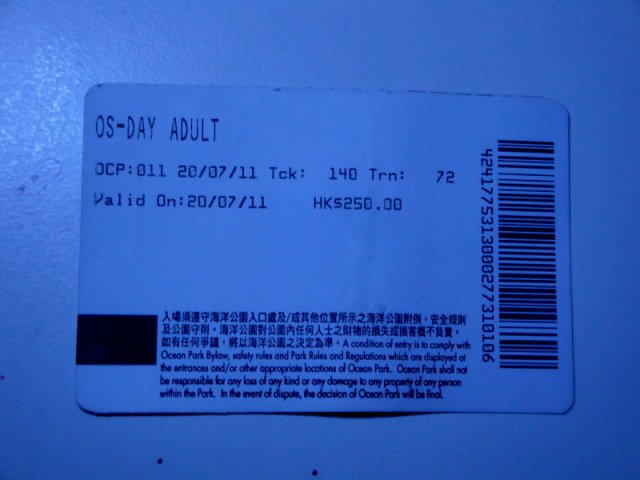 OS-DAY ADULT
OCP:011 20/07/11 Tck: 140 Trn: 72
Valid On:20/07/11 HK$250.00
4241775313000277310106
入場須遵守海洋公園入口處及/或其他位置所示之海洋公園附例、安全規則
及公園守則。海洋公園對公園內任何人士之財物的損失或損害概不負責。
如有任何爭議，將以海洋公園之決定為準。A condition of entry is to comply with
Ocean Park Bylaw, safety rules and Park Rules and Regulations which are displayed at
the entrances and/or other appropriate locations of Ocean Park. Ocean Park shall not
be responsible for any loss of any kind or any damage to any property of any person
within the Park. In the event of dispute, the decision of Ocean Park will be final.